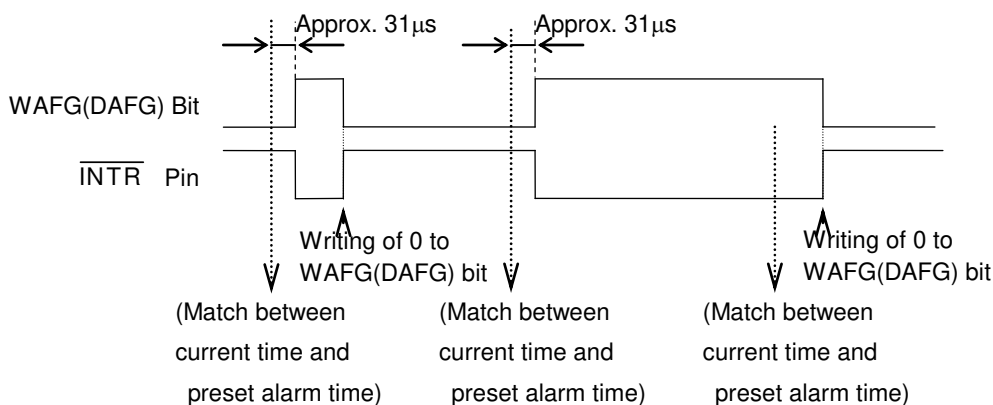 Approx. 31μs Approx. 31μs
WAFG(DAFG) Bit
INTR Pin
Writing of 0 to Writing of 0 to
WAFG(DAFG) bit WAFG(DAFG) bit
(Match between (Match between (Match between
current time and current time and current time and
preset alarm time) preset alarm time) preset alarm time)